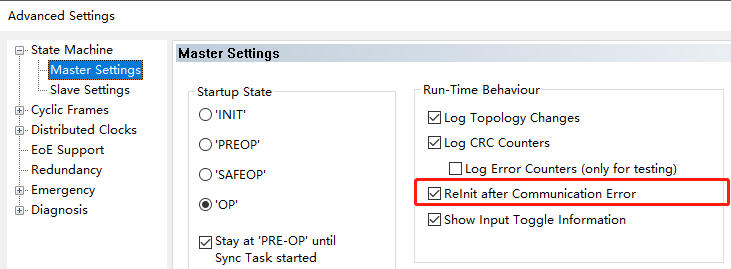 Advanced Settings
State Machine
Master Settings
Slave Settings
Cyclic Frames
Distributed Clocks
EoE Support
Redundancy
Emergency
Diagnosis
Master Settings
Startup State
'INIT'
'PREOP'
'SAFEOP'
'OP'
Stay at 'PRE-OP' until
Sync Task started
Run-Time Behaviour
Log Topology Changes
Log CRC Counters
Log Error Counters (only for testing)
ReInit after Communication Error
Show Input Toggle Information